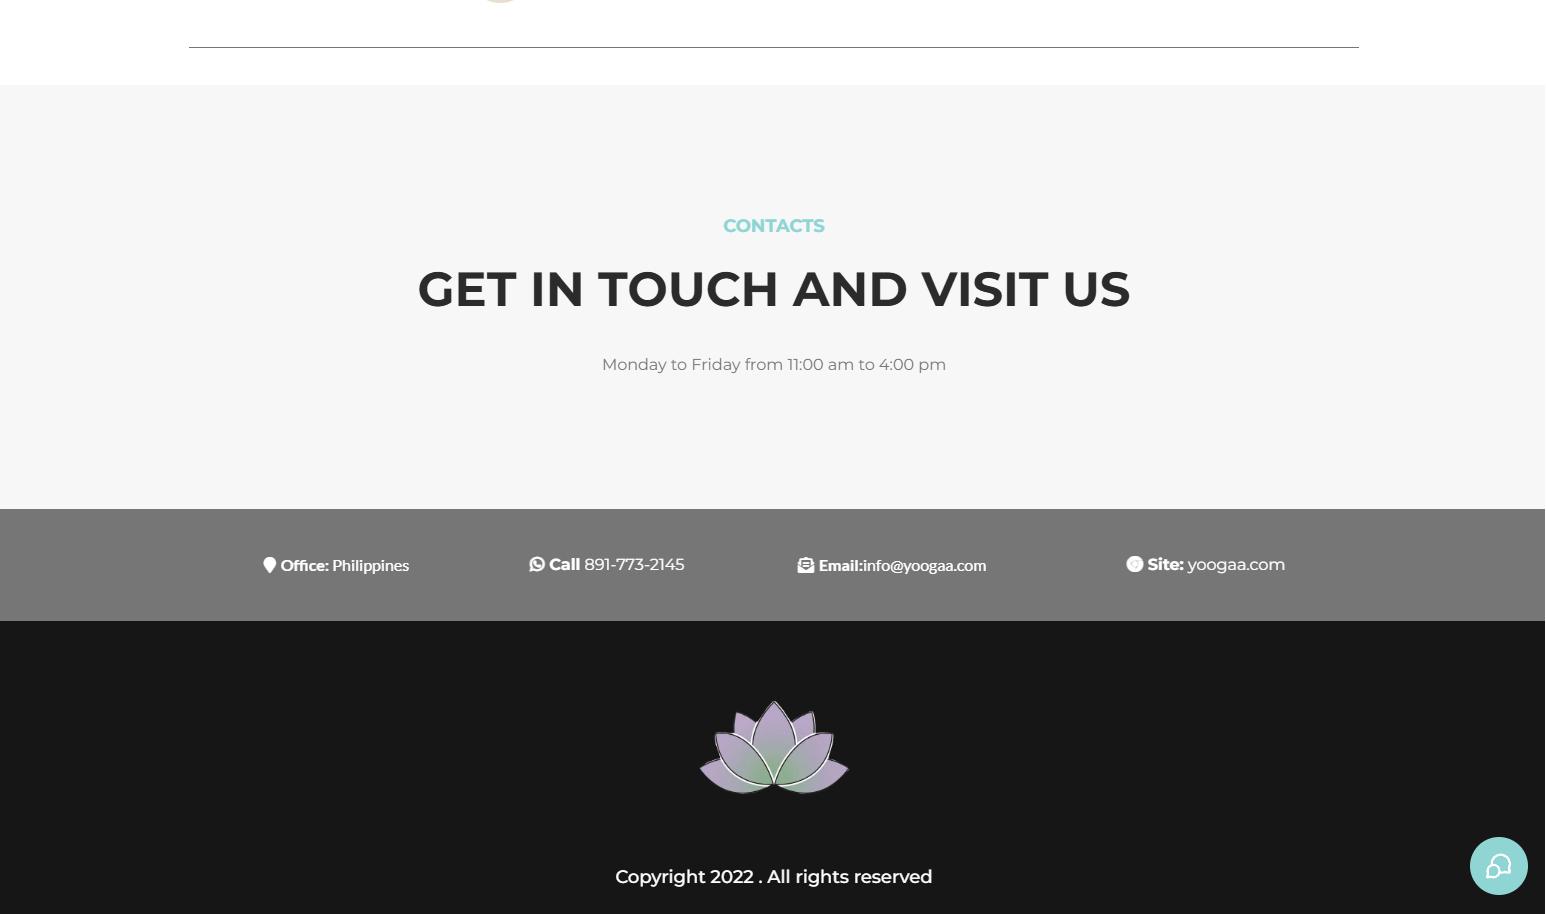 CONTACTS
GET IN TOUCH AND VISIT US
Monday to Friday from 11:00 am to 4:00 pm
Office: Philippines
Call 891-773-2145
Email:info@yoogaa.com
Site: yoogaa.com
Copyright 2022 . All rights reserved